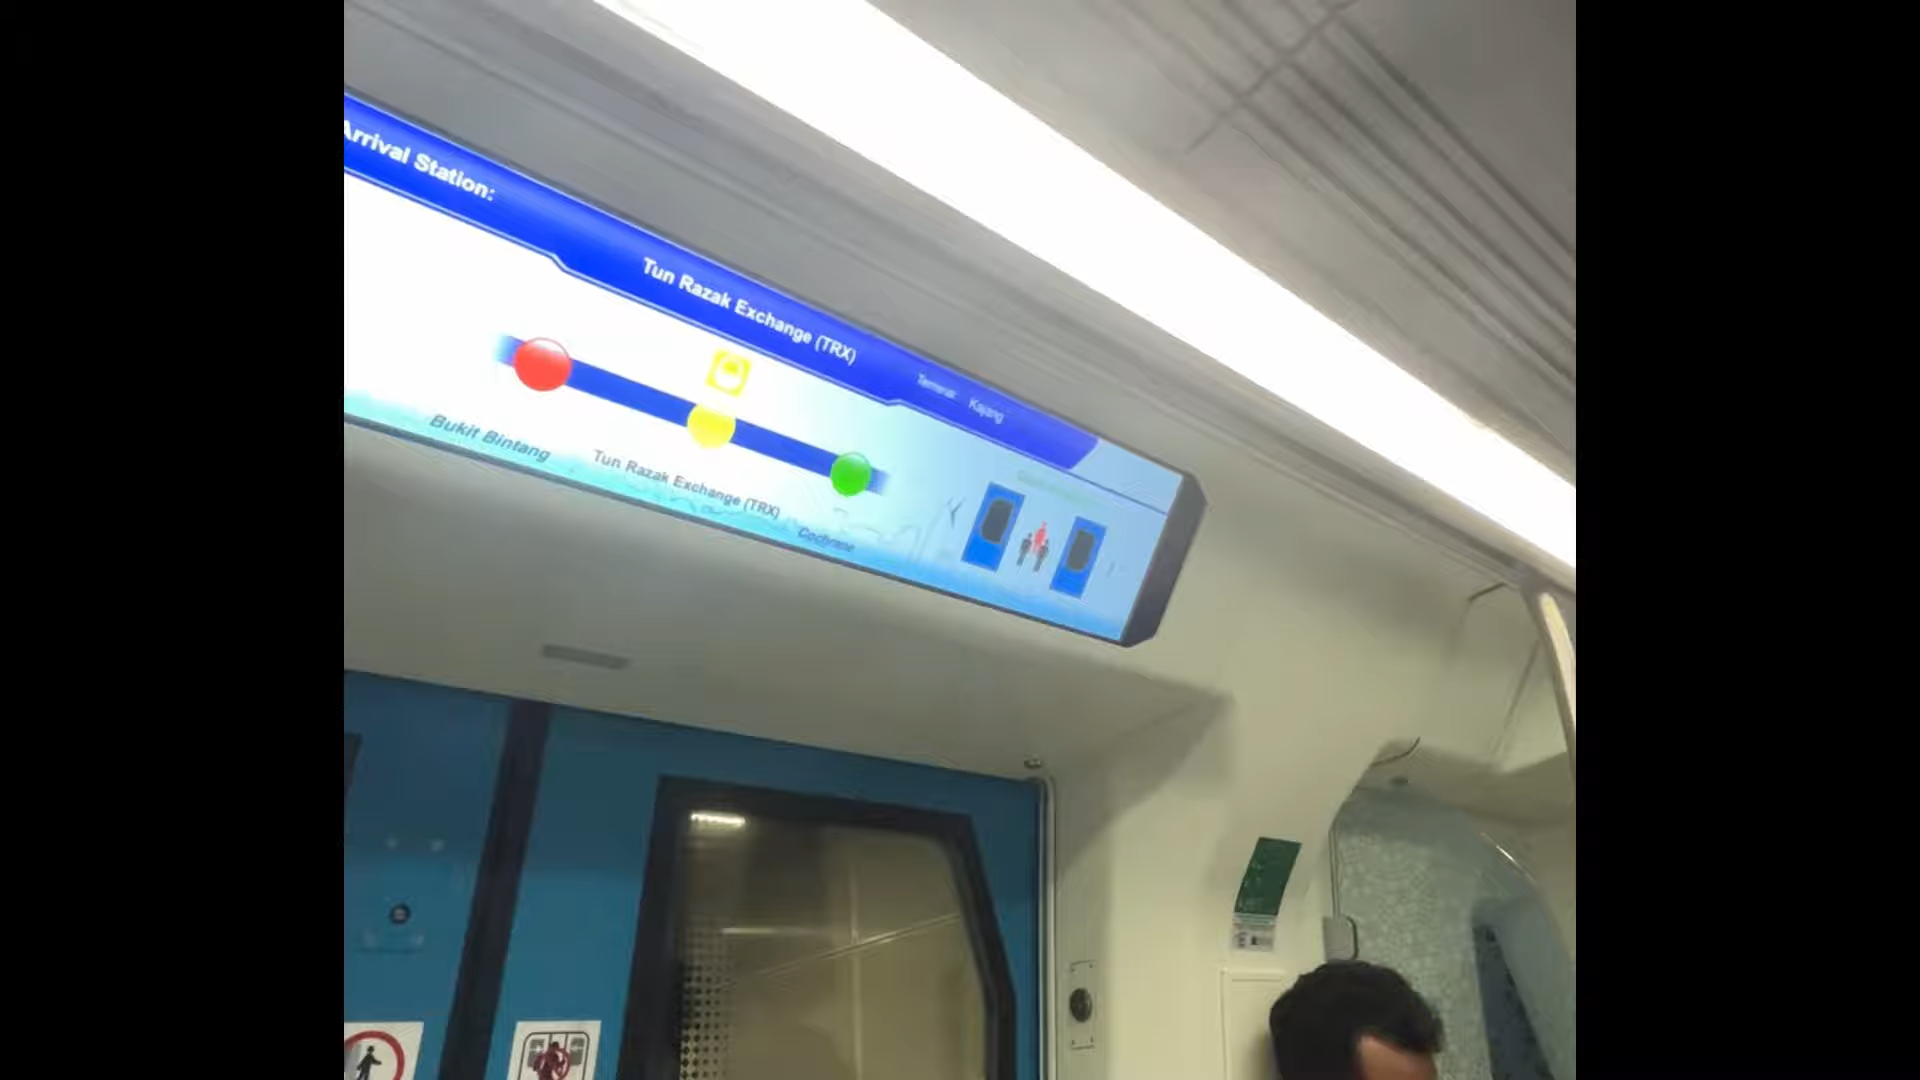 Arrival Station:
Tun Razak Exchange (TRX)
Terminal Kajang
Bukit Bintang
Tun Razak Exchange (TRX)
Cochrane